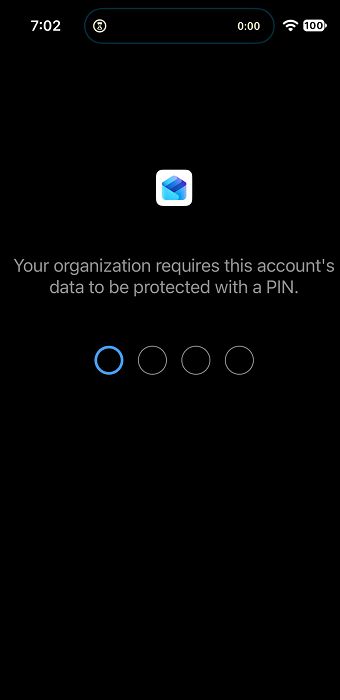 7:02
0:00
100
Your organization requires this account's
data to be protected with a PIN.